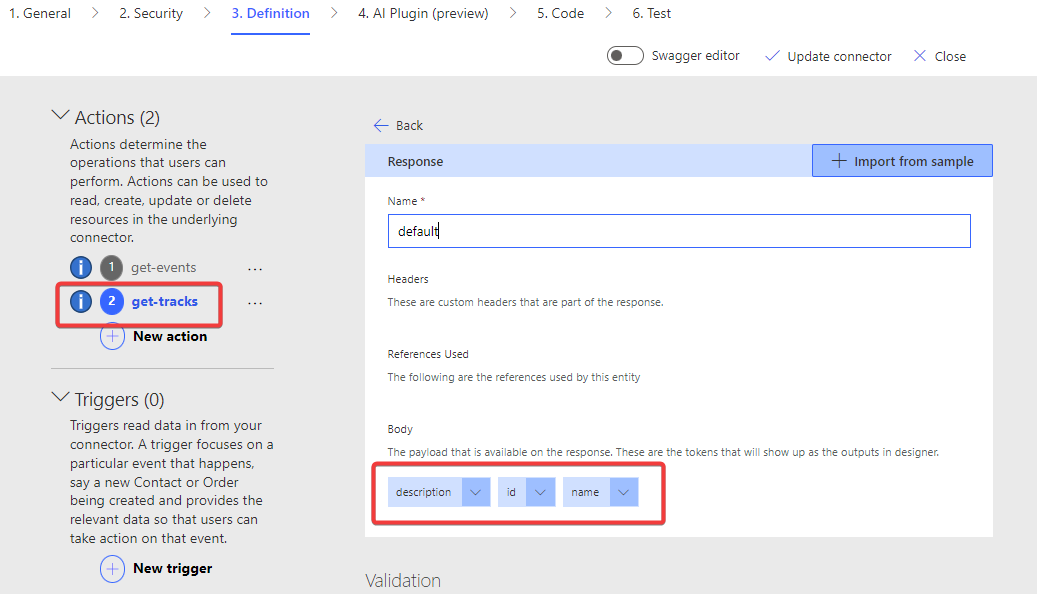 1. General
2. Security
3. Definition
4. AI Plugin (preview)
5. Code
6. Test
Swagger editor
Update connector
Close
Actions (2)
Actions determine the
operations that users can
perform. Actions can be used to
read, create, update or delete
resources in the underlying
connector.
i 1 get-events ...
i 2 get-tracks ...
New action
Triggers (0)
Triggers read data in from your
connector. A trigger focuses on a
particular event that happens,
say a new Contact or Order
being created and provides the
relevant data so that users can
take action on that event.
New trigger
Back
Response
Import from sample
Name *
default
Headers
These are custom headers that are part of the response.
References Used
The following are the references used by this entity
Body
The payload that is available on the response. These are the tokens that will show up as the outputs in designer.
description
id
name
Validation